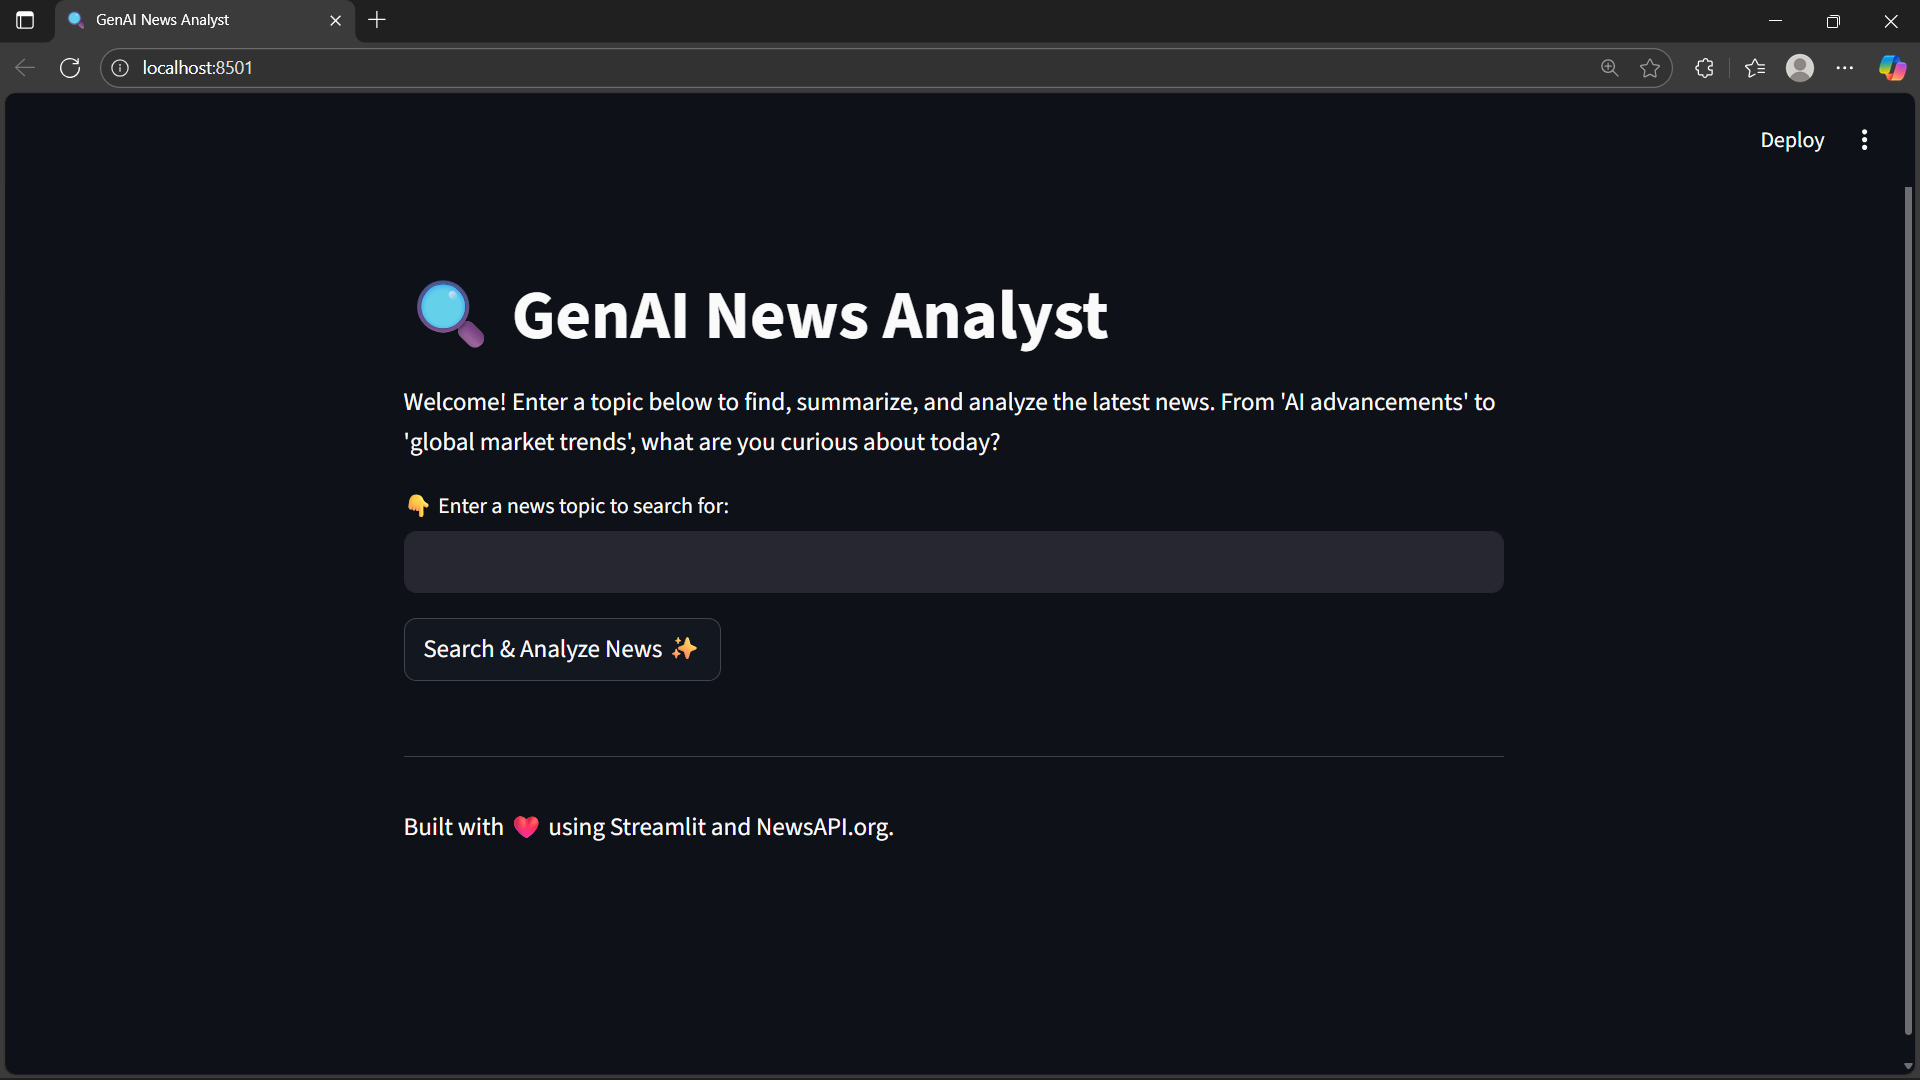 GenAI News Analyst
localhost:8501
Deploy
GenAI News Analyst
Welcome! Enter a topic below to find, summarize, and analyze the latest news. From 'AI advancements' to
'global market trends', what are you curious about today?
👇 Enter a news topic to search for:
Search & Analyze News ✨
Built with ❤️ using Streamlit and NewsAPI.org.